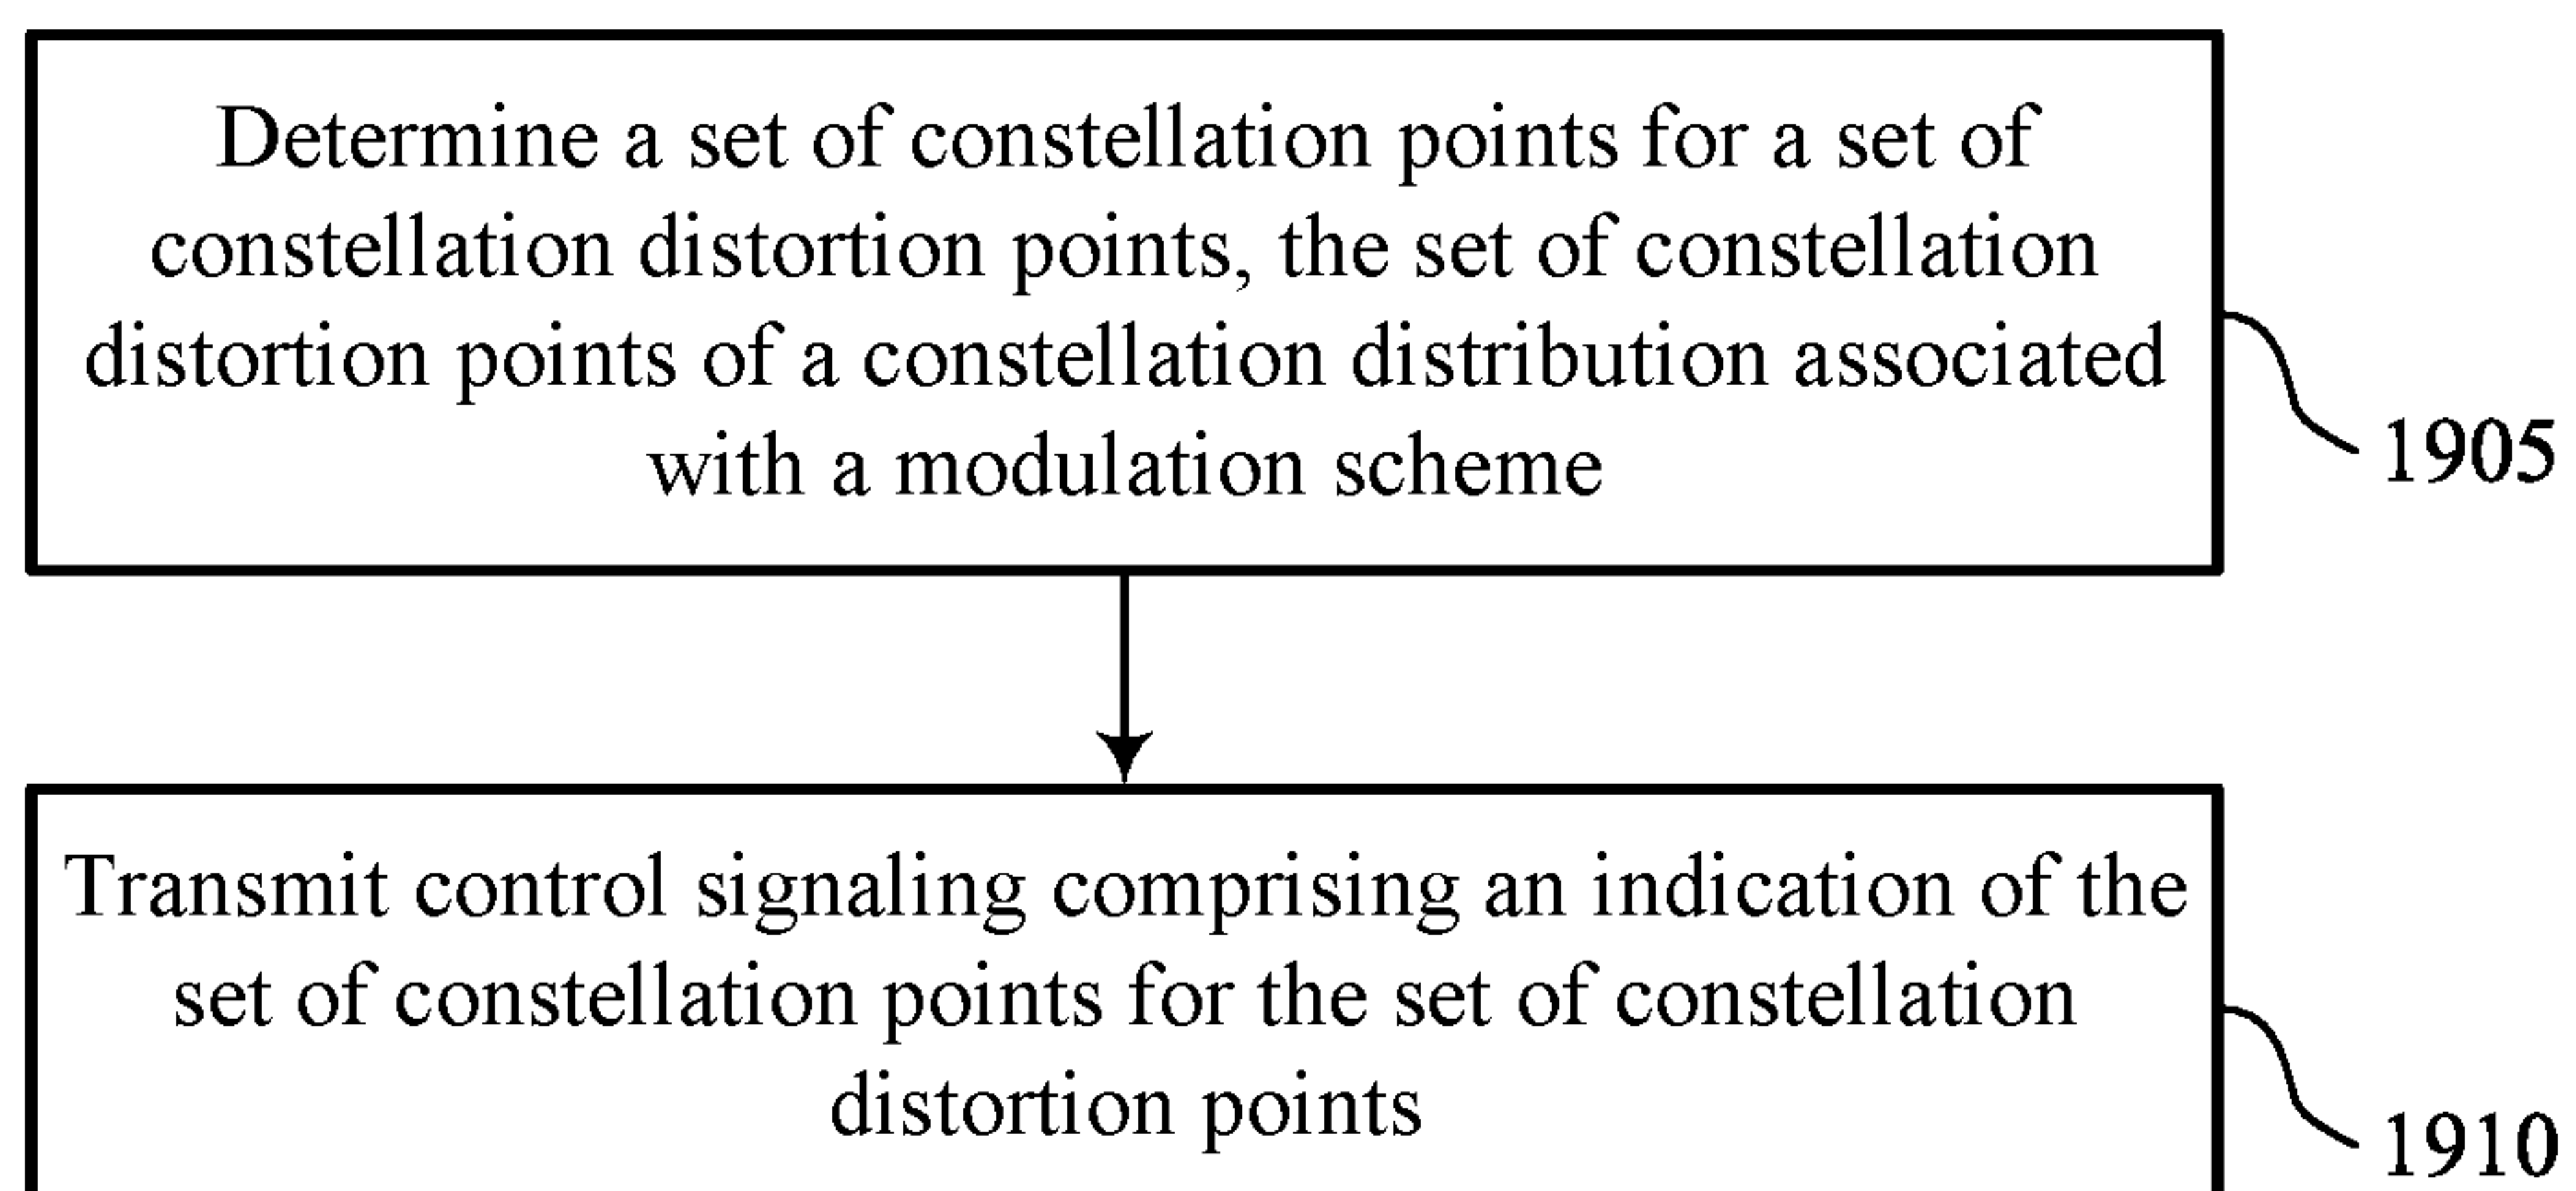 Determine a set of constellation points for a set of
constellation distortion points, the set of constellation
distortion points of a constellation distribution associated
with a modulation scheme
1905
Transmit control signaling comprising an indication of the
set of constellation points for the set of constellation
distortion points
1910